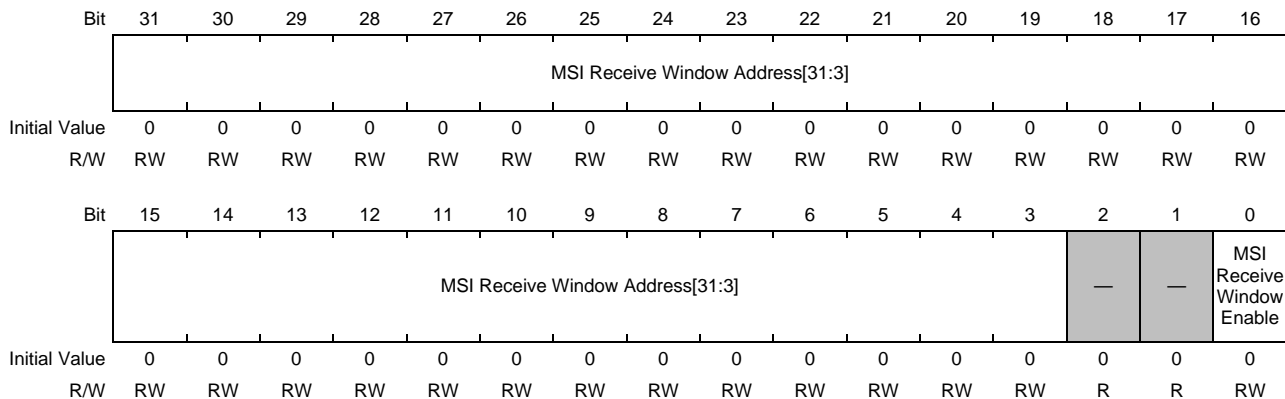 Bit 31 30 29 28 27 26 25 24 23 22 21 20 19 18 17 16
MSI Receive Window Address[31:3]
Initial Value 0 0 0 0 0 0 0 0 0 0 0 0 0 0 0 0
R/W RW RW RW RW RW RW RW RW RW RW RW RW RW RW RW RW
Bit 15 14 13 12 11 10 9 8 7 6 5 4 3 2 1 0
MSI Receive Window Address[31:3] — — MSI
Receive
Window
Enable
Initial Value 0 0 0 0 0 0 0 0 0 0 0 0 0 0 0 0
R/W RW RW RW RW RW RW RW RW RW RW RW RW RW R R RW